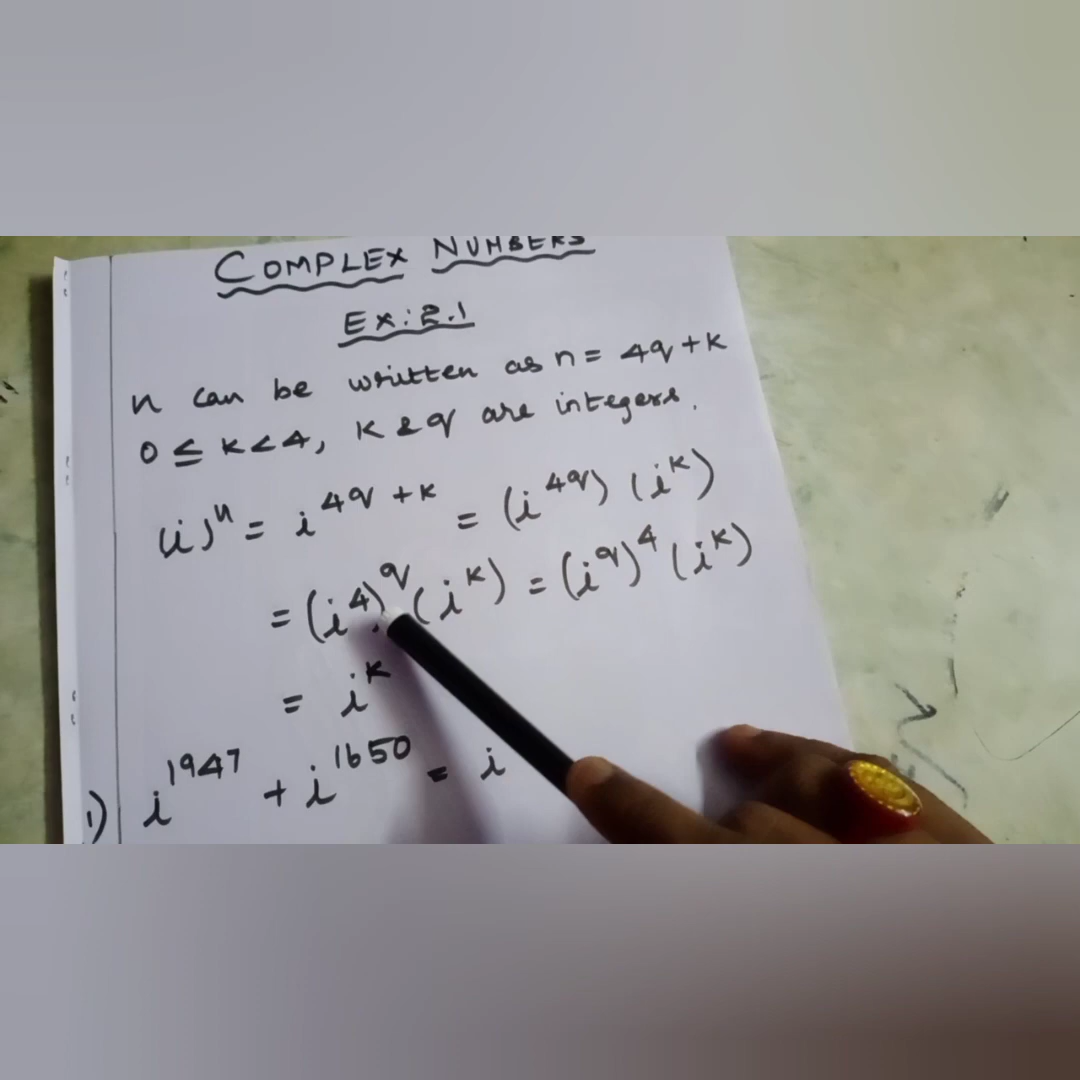 COMPLEX NUMBERS
Ex: 2.1
n can be written as n = 4q + k
0 ≤ k < 4, k & q are integers.
(i)ⁿ = i^(4q + k) = (i^(4q)) (i^k)
= (i^4)^q (i^k) = (i^q)^4 (i^k)
= i^k
1) i^1947 + i^1650 = i